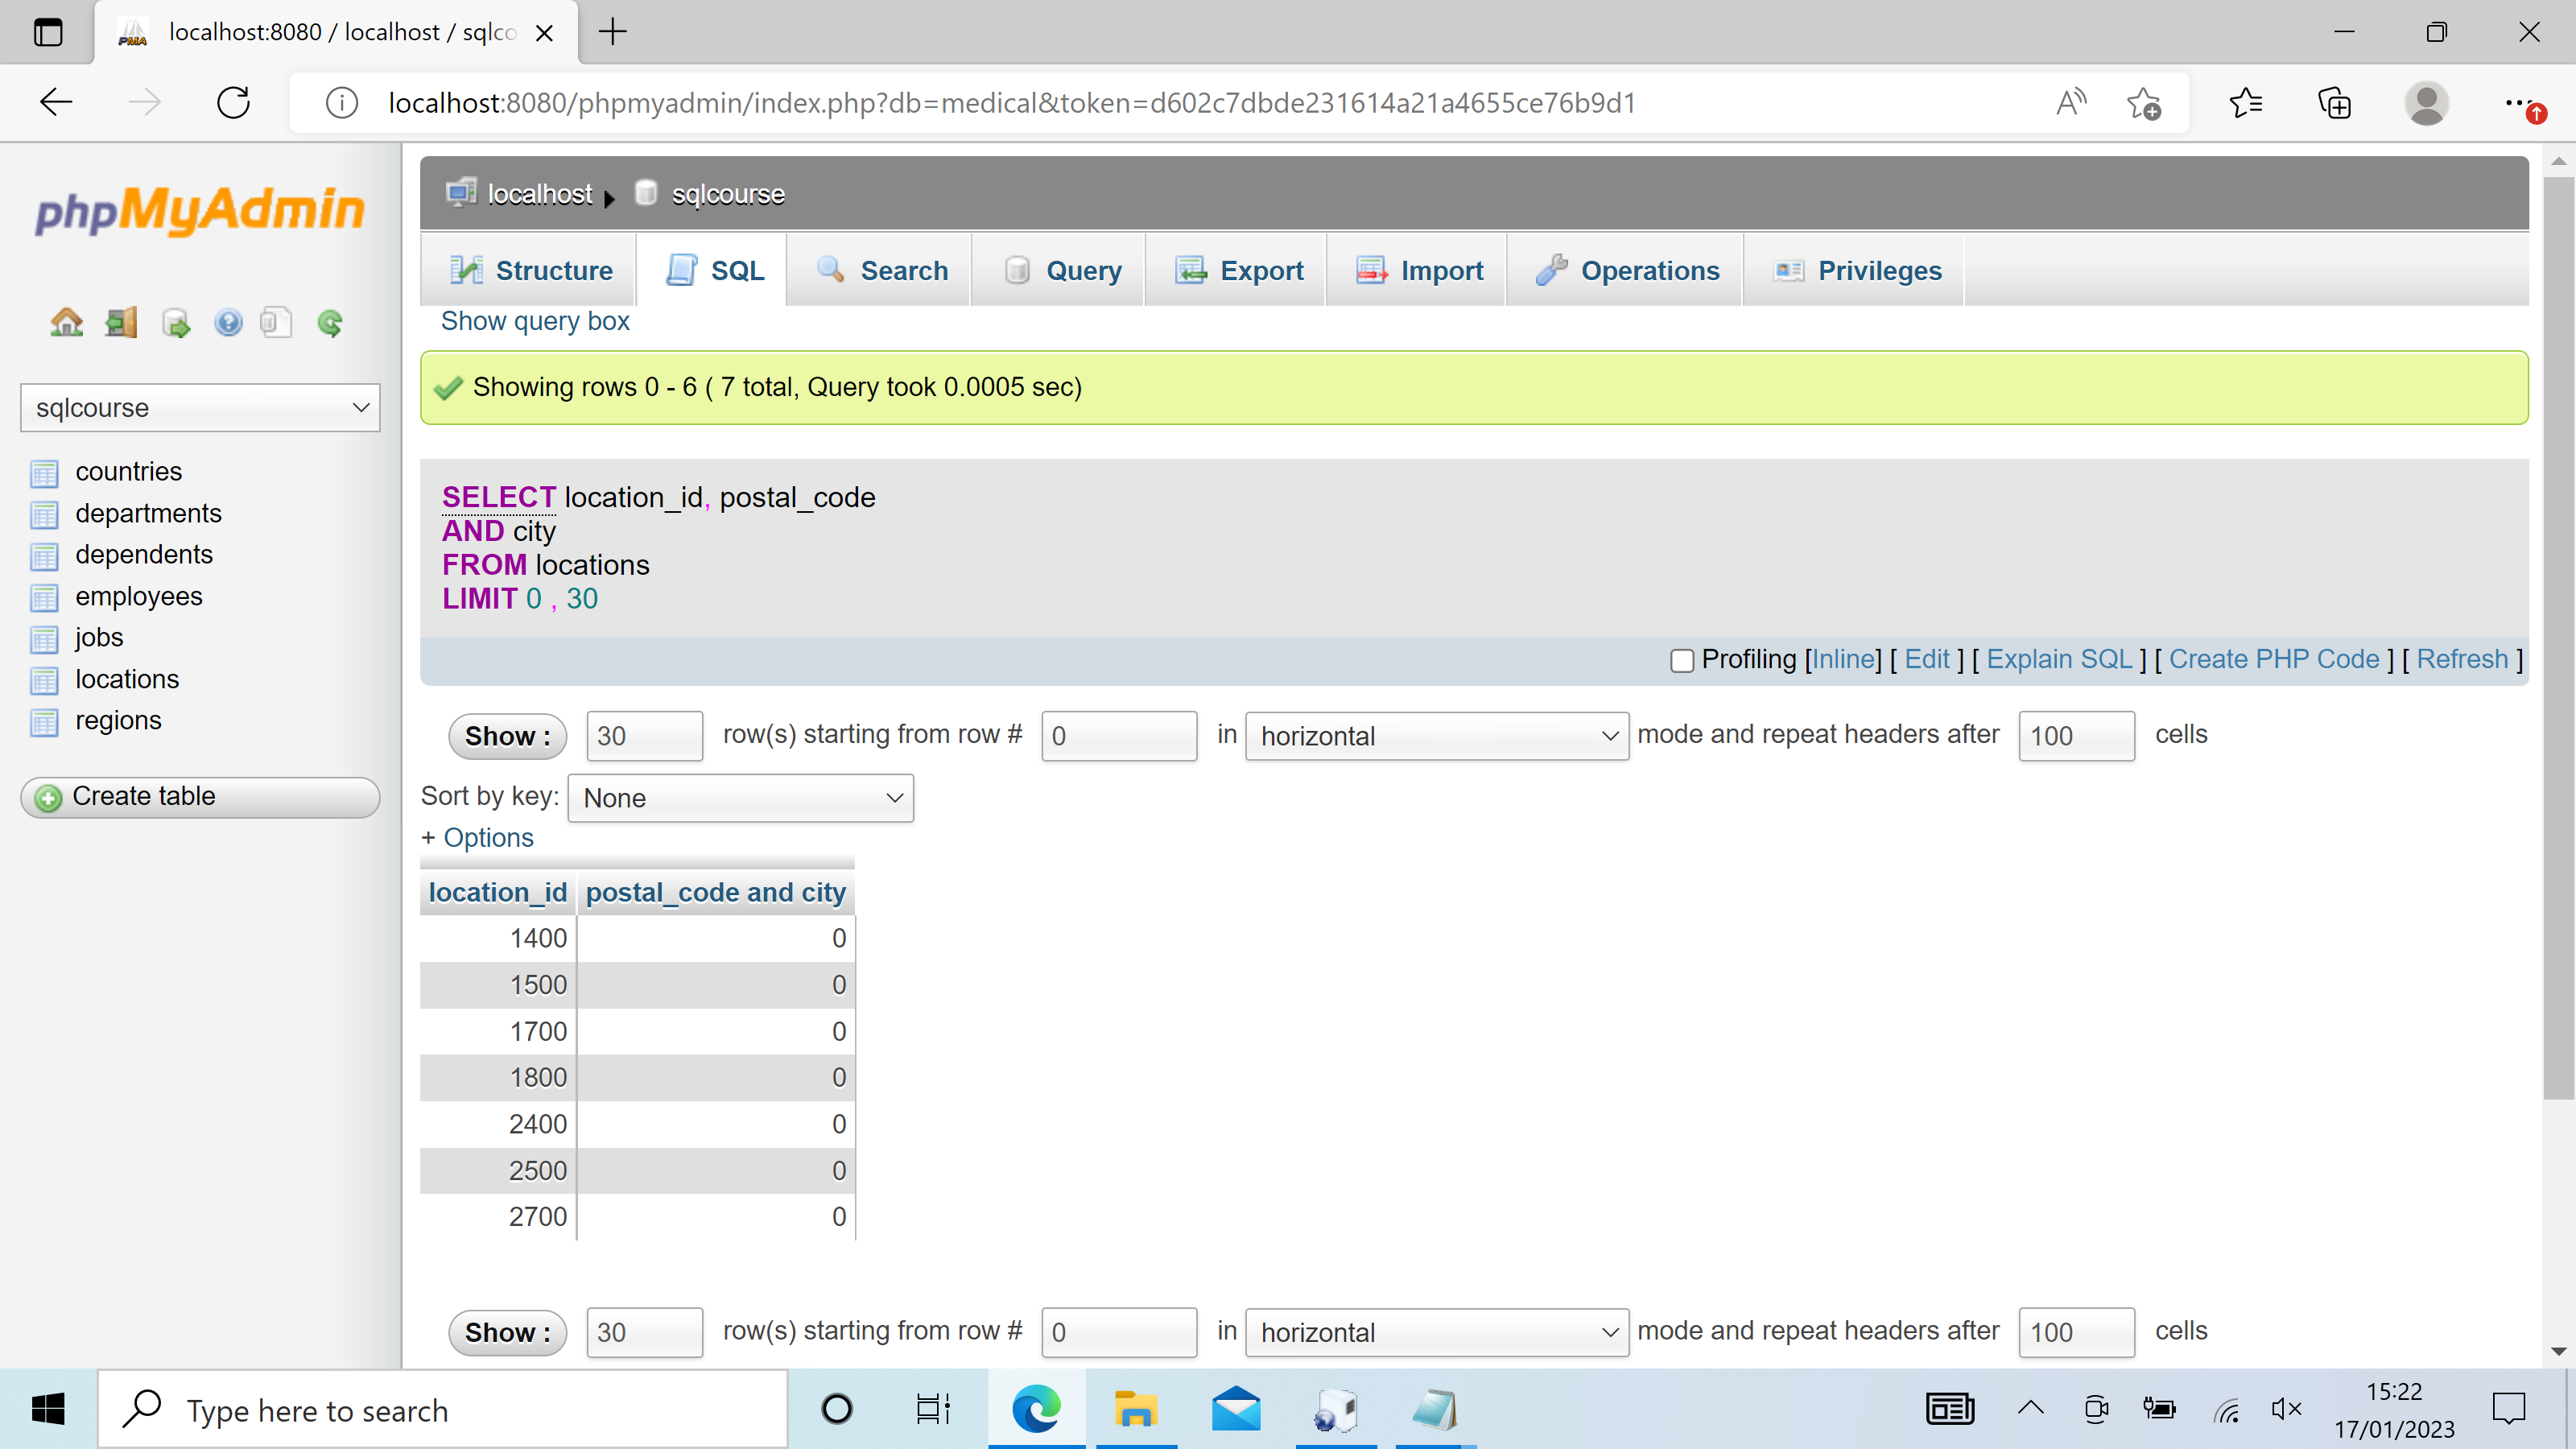 localhost:8080 / localhost / sqlco
localhost:8080/phpmyadmin/index.php?db=medical&token=d602c7dbde231614a21a4655ce76b9d1
phpMyAdmin
sqlcourse
countries
departments
dependents
employees
jobs
locations
regions
Create table
localhost sqlcourse
Structure SQL Search Query Export Import Operations Privileges
Show query box
Showing rows 0 - 6 ( 7 total, Query took 0.0005 sec)
SELECT location_id, postal_code
AND city
FROM locations
LIMIT 0 , 30
Profiling [Inline] [ Edit ] [ Explain SQL ] [ Create PHP Code ] [ Refresh ]
Show : 30 row(s) starting from row # 0 in horizontal mode and repeat headers after 100 cells
Sort by key: None
+ Options
location_id postal_code and city
1400 0
1500 0
1700 0
1800 0
2400 0
2500 0
2700 0
Show : 30 row(s) starting from row # 0 in horizontal mode and repeat headers after 100 cells
Type here to search
15:22
17/01/2023